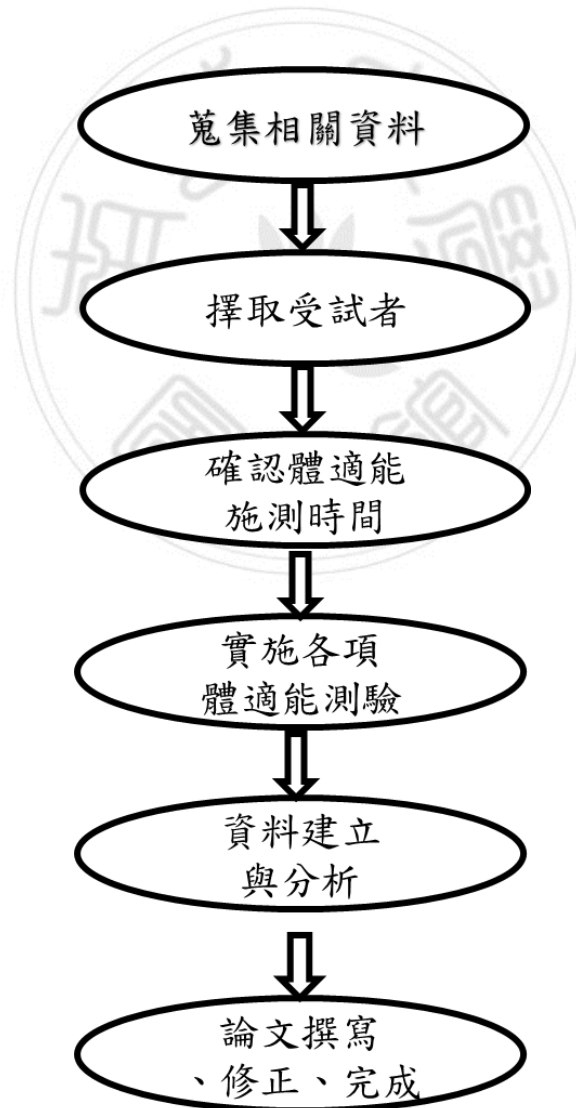 蒐集相關資料
擇取受試者
確認體適能
施測時間
實施各項
體適能測驗
資料建立
與分析
論文撰寫
、修正、完成